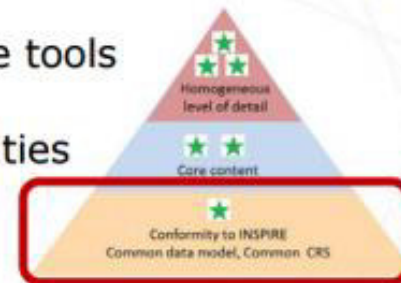 e tools
ties
Homogeneous
level of detail
Core content
Conformity to INSPIRE
Common data model, Common CRS